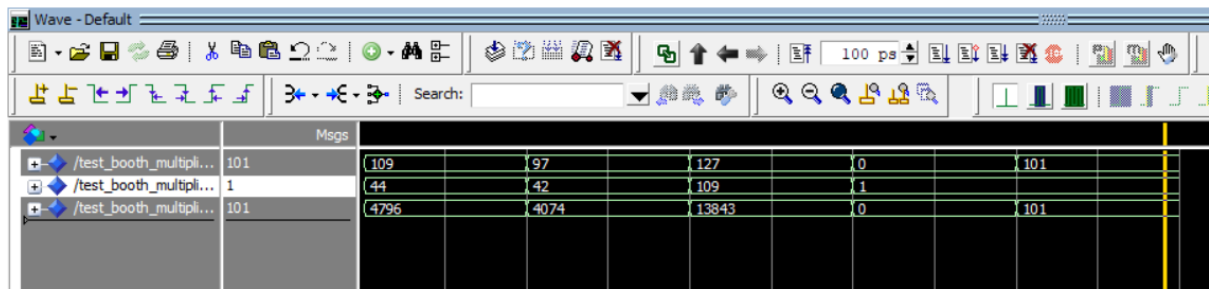 Wave - Default
100 ps
Search:
Msgs
/test_booth_multipli... 101 109 97 127 0 101
/test_booth_multipli... 1 44 42 109 1
/test_booth_multipli... 101 4796 4074 13843 0 101